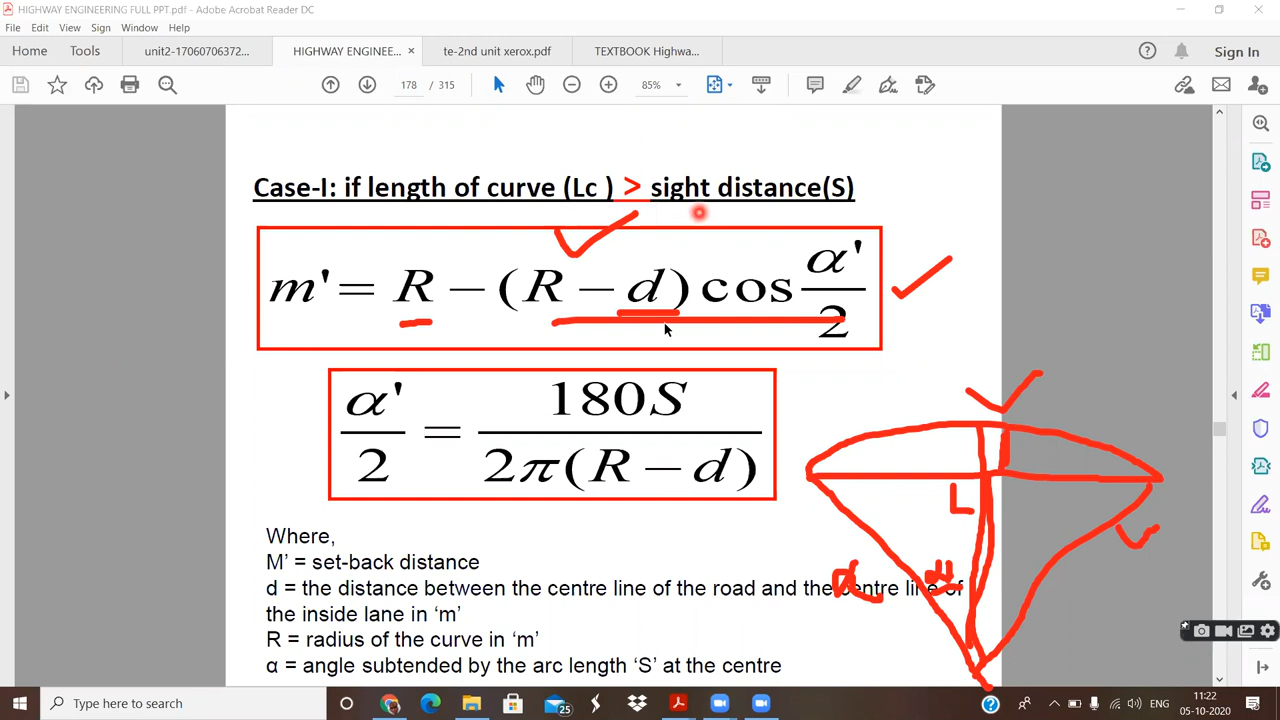 HIGHWAY ENGINEERING FULL PPT.pdf - Adobe Acrobat Reader DC
File Edit View Sign Window Help
Home Tools unit2-17060706372... HIGHWAY ENGINEE... × te-2nd unit xerox.pdf TEXTBOOK Highwa... Sign In
178 / 315 85%
Case-I: if length of curve (Lc ) > sight distance(S)
m' = R − (R − d) cos α'/2
α'/2 = 180S / 2π(R − d)
L
Where,
M’ = set-back distance
d = the distance between the centre line of the road and the centre line of
the inside lane in ‘m’
R = radius of the curve in ‘m’
α = angle subtended by the arc length ‘S’ at the centre
Type here to search
25
ENG
11:22
05-10-2020